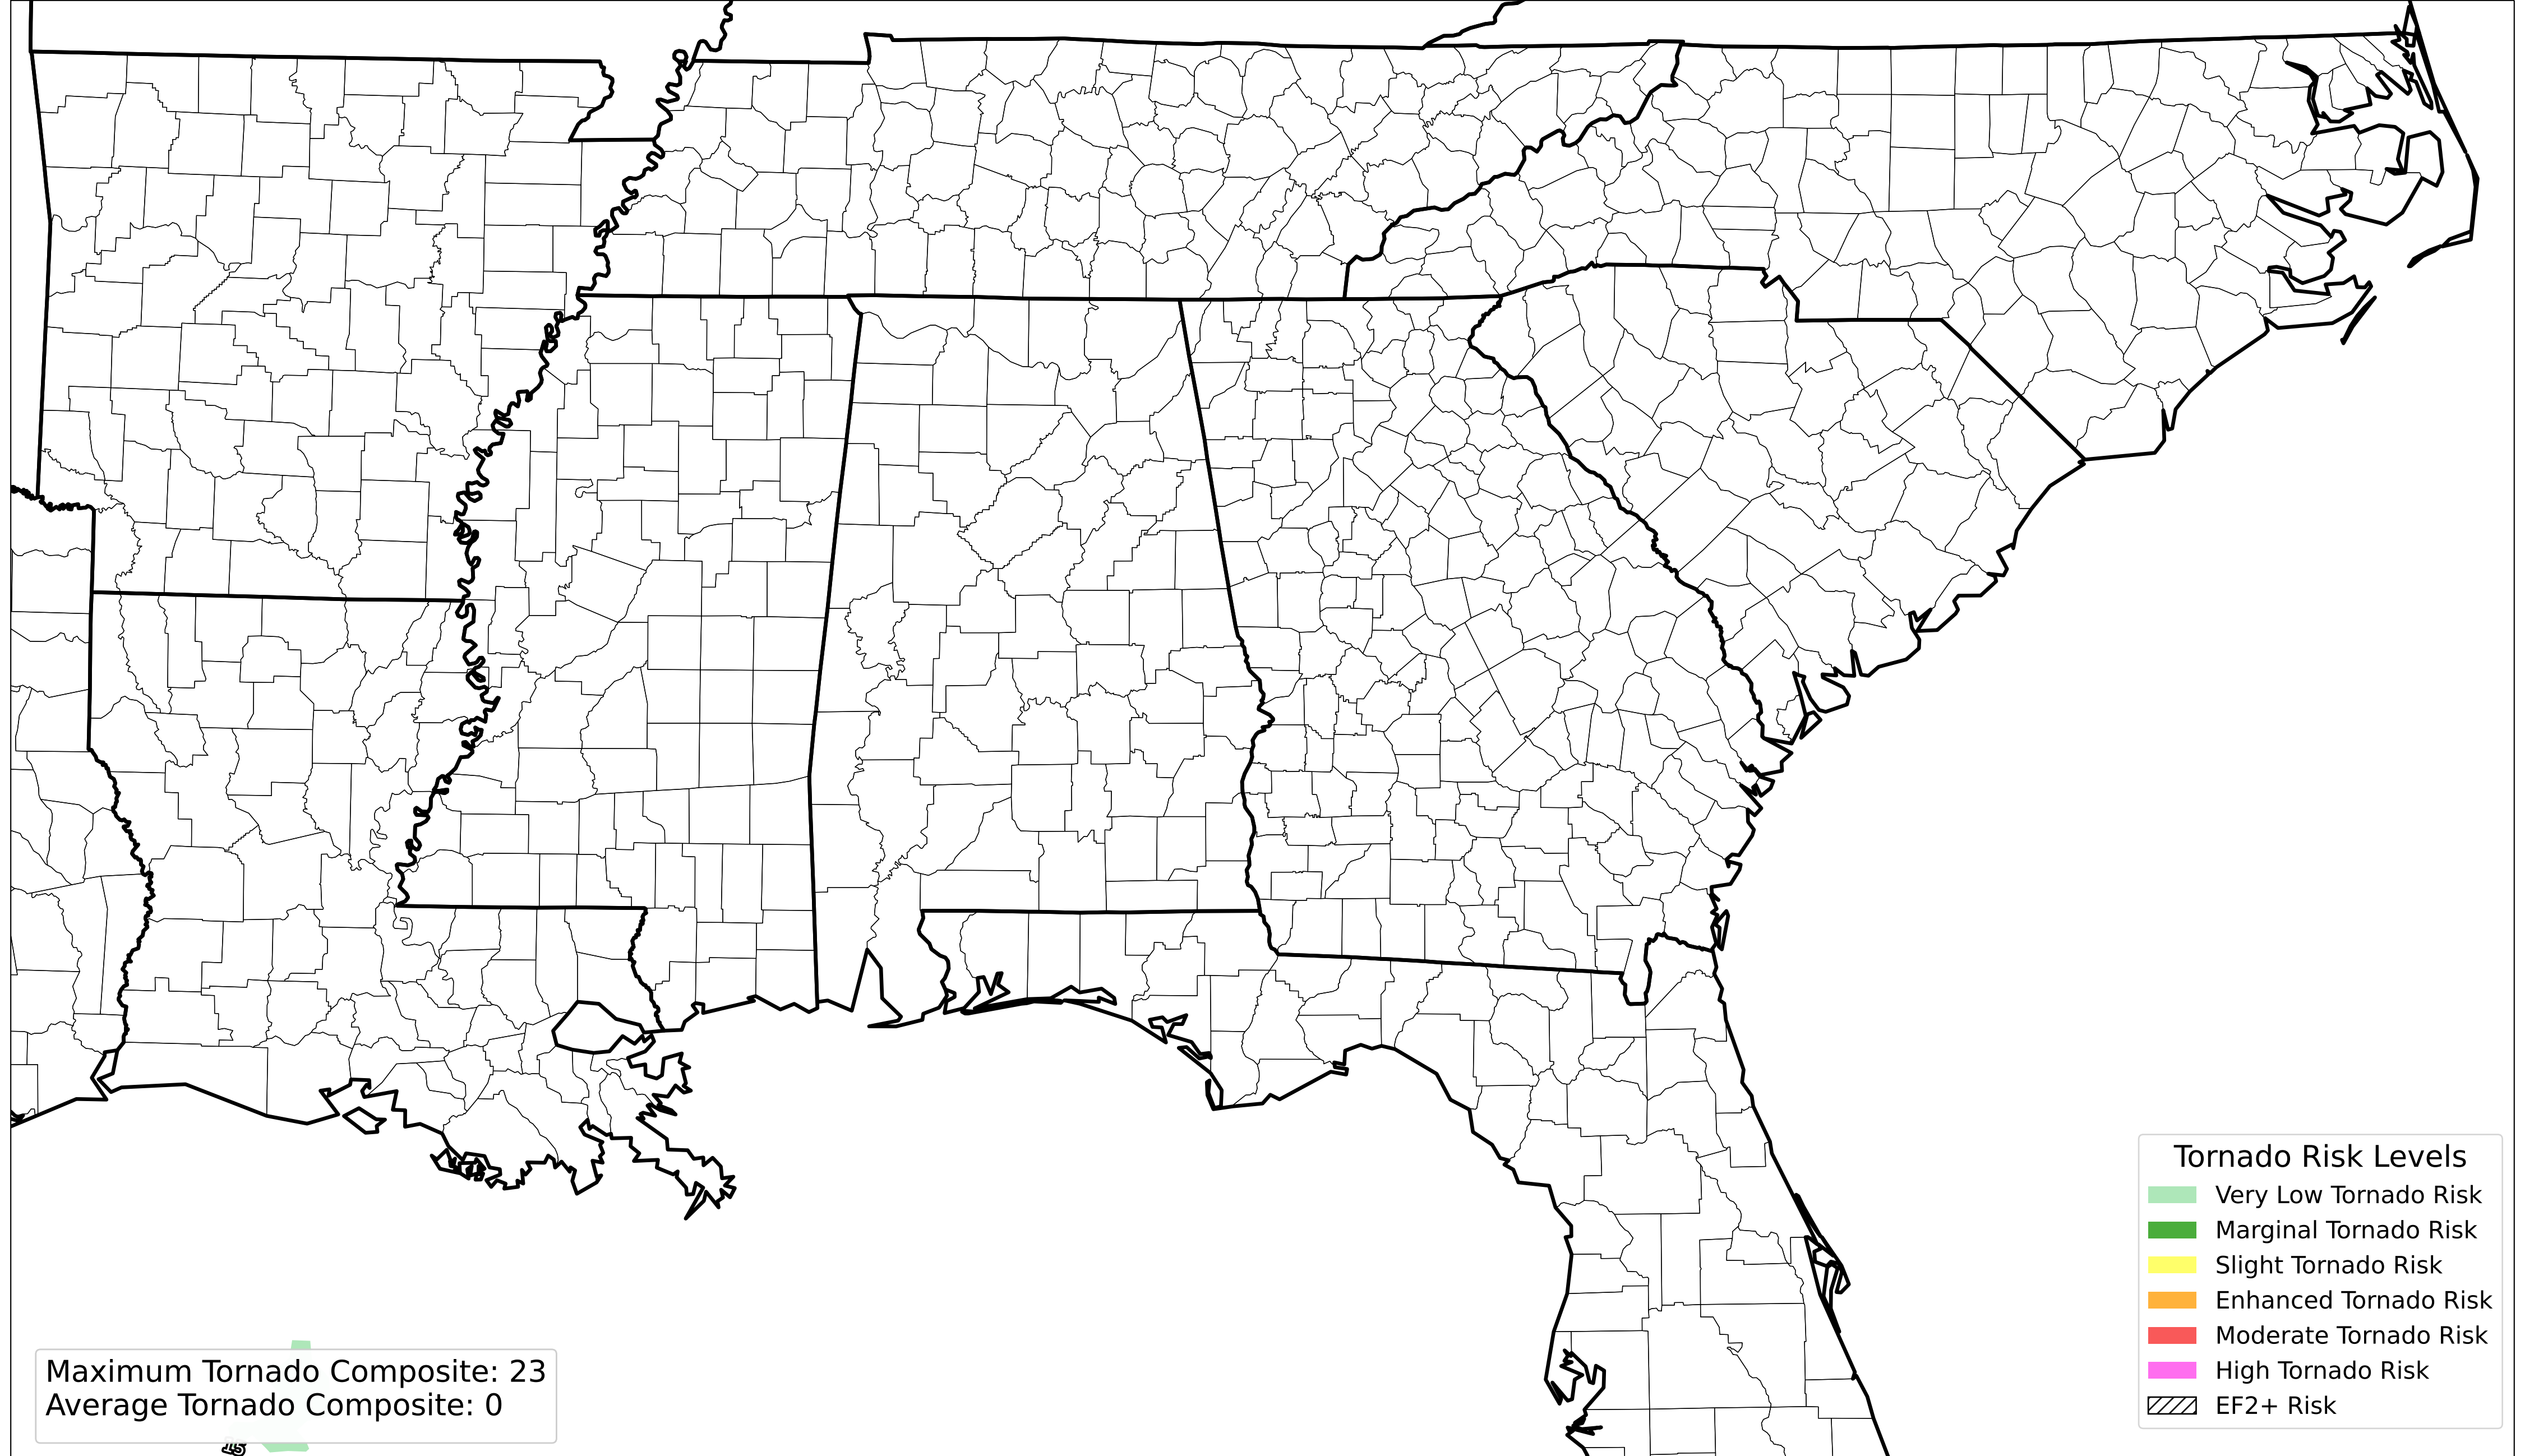 Maximum Tornado Composite: 23
Average Tornado Composite: 0
15
Tornado Risk Levels
Very Low Tornado Risk
Marginal Tornado Risk
Slight Tornado Risk
Enhanced Tornado Risk
Moderate Tornado Risk
High Tornado Risk
EF2+ Risk